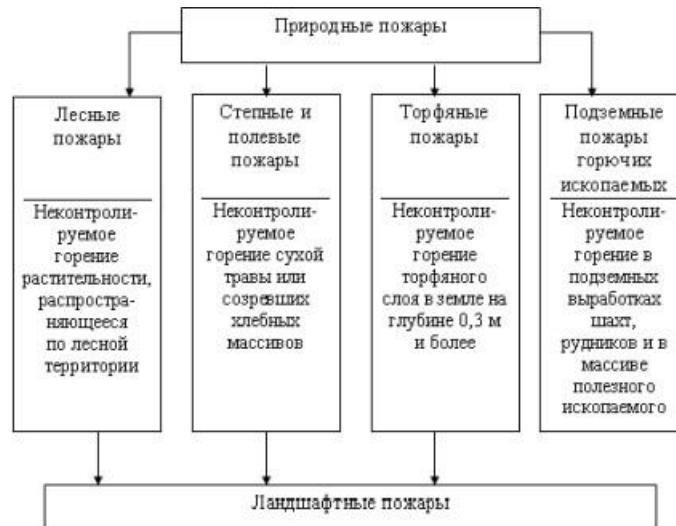 Природные пожары
Лесные
пожары
Неконтроли-
руемое
горение
растительности,
распростра-
няющееся
по лесной
территории
Степные и
полевые
пожары
Неконтроли-
руемое
горение сухой
травы или
созревших
хлебных
массивов
Торфяные
пожары
Неконтроли-
руемое
горение
торфяного
слоя в земле на
глубине 0,3 м
и более
Подземные
пожары
горючих
ископаемых
Неконтроли-
руемое
горение в
подземных
выработках
шахт,
рудников и в
массиве
полезного
ископаемого
Ландшафтные пожары